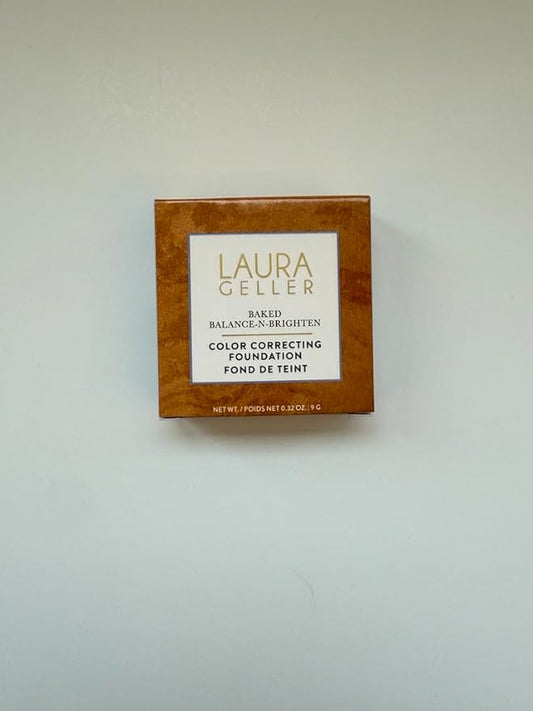 LAURA
GELLER
BAKED
BALANCE-N-BRIGHTEN
COLOR CORRECTING
FOUNDATION
FOND DE TEINT
NET WT. / POIDS NET 0.32 OZ. | 9 G